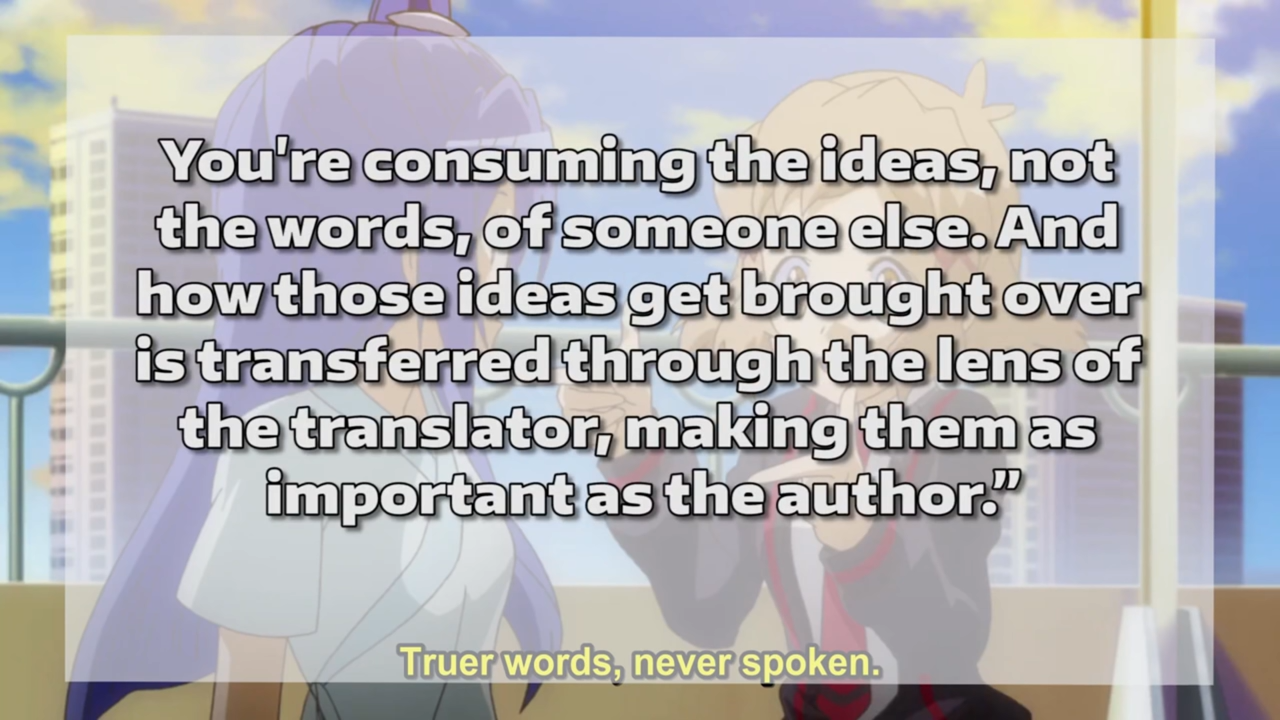 You're consuming the ideas, not
the words, of someone else. And
how those ideas get brought over
is transferred through the lens of
the translator, making them as
important as the author.”
Truer words, never spoken.